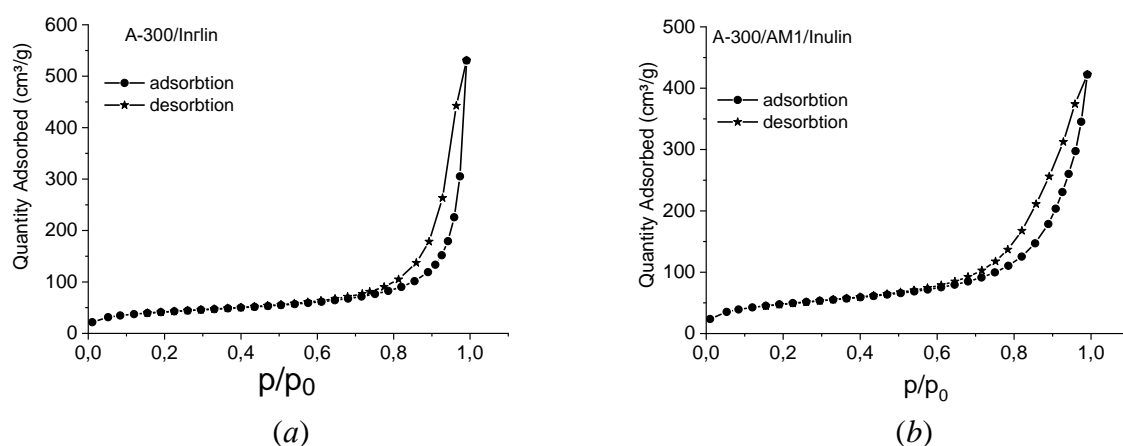 A-300/Inгlin
adsorbtion
desorbtion
Quantity Adsorbed (cm³/g)
600
500
400
300
200
100
0
0,0 0,2 0,4 0,6 0,8 1,0
p/p0
(a)
A-300/AM1/Inulin
adsorbtion
desorbtion
Quantity Adsorbed (cm³/g)
500
400
300
200
100
0
0,0 0,2 0,4 0,6 0,8 1,0
p/p0
(b)